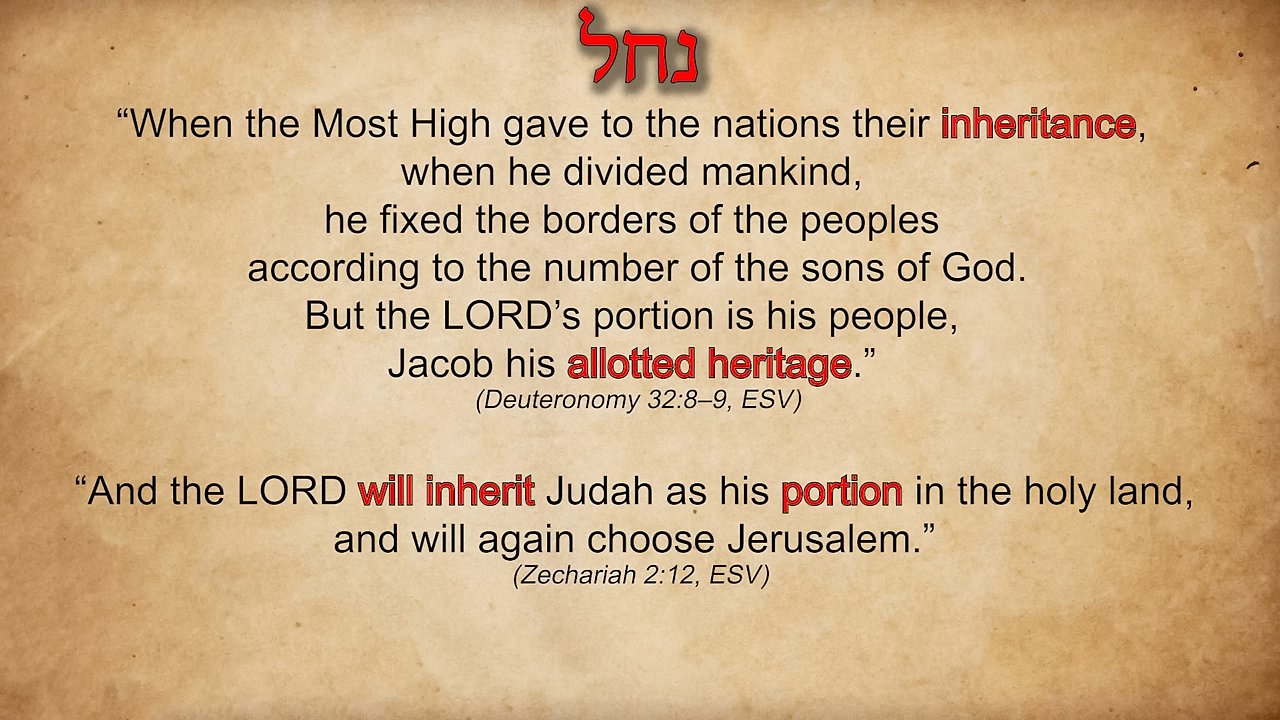 נחל
“When the Most High gave to the nations their inheritance,
when he divided mankind,
he fixed the borders of the peoples
according to the number of the sons of God.
But the LORD’s portion is his people,
Jacob his allotted heritage.”
(Deuteronomy 32:8–9, ESV)
“And the LORD will inherit Judah as his portion in the holy land,
and will again choose Jerusalem.”
(Zechariah 2:12, ESV)